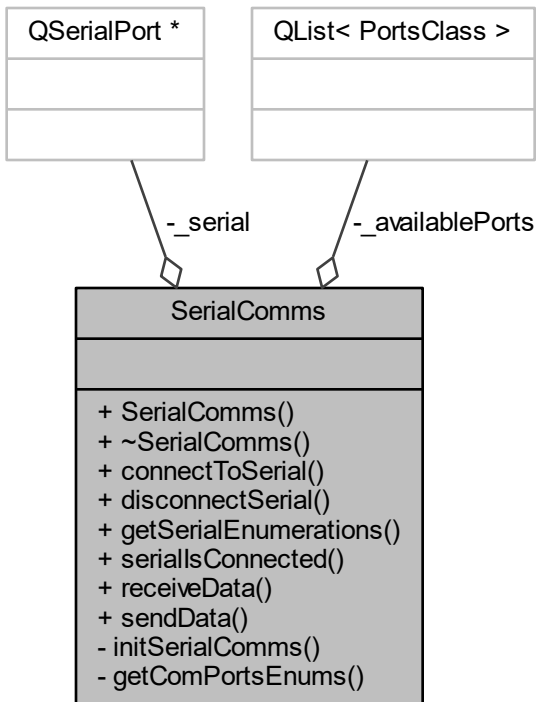 QSerialPort *
QList< PortsClass >
-_serial
-_availablePorts
SerialComms
+ SerialComms()
+ ~SerialComms()
+ connectToSerial()
+ disconnectSerial()
+ getSerialEnumerations()
+ serialIsConnected()
+ receiveData()
+ sendData()
- initSerialComms()
- getComPortsEnums()